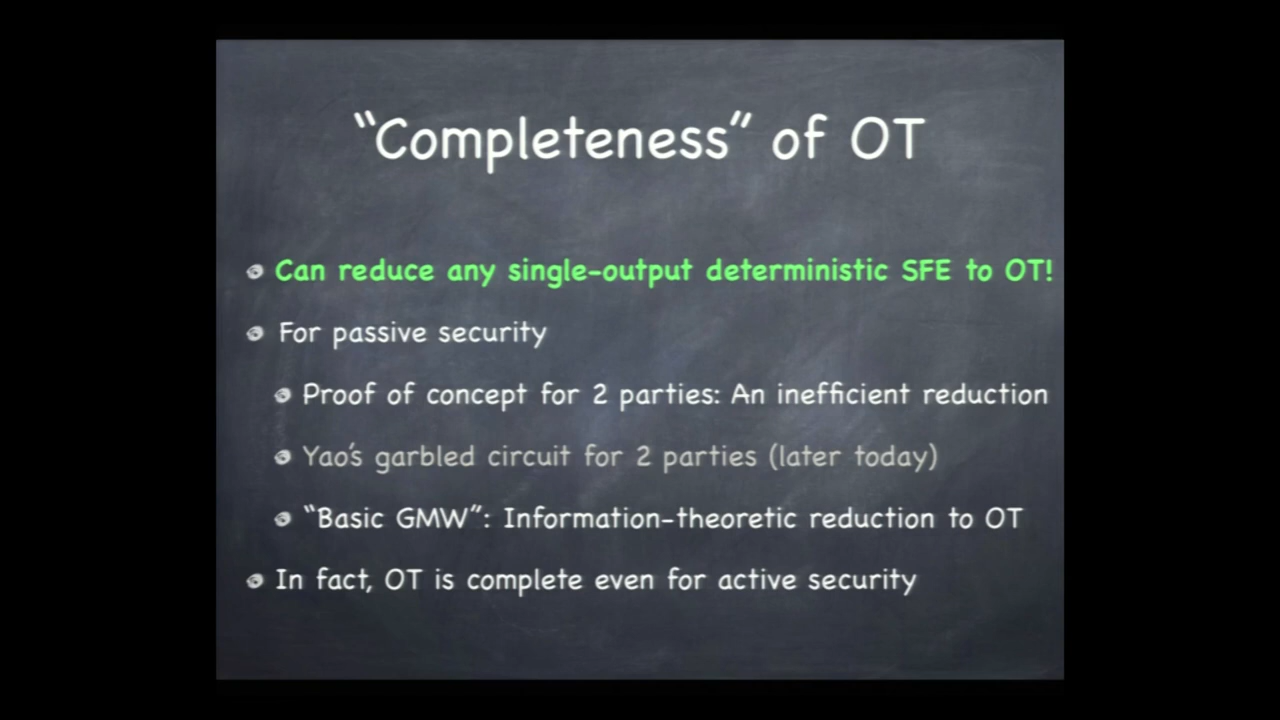 “Completeness” of OT
Can reduce any single-output deterministic SFE to OT!
For passive security
Proof of concept for 2 parties: An inefficient reduction
Yao’s garbled circuit for 2 parties (later today)
“Basic GMW”: Information-theoretic reduction to OT
In fact, OT is complete even for active security